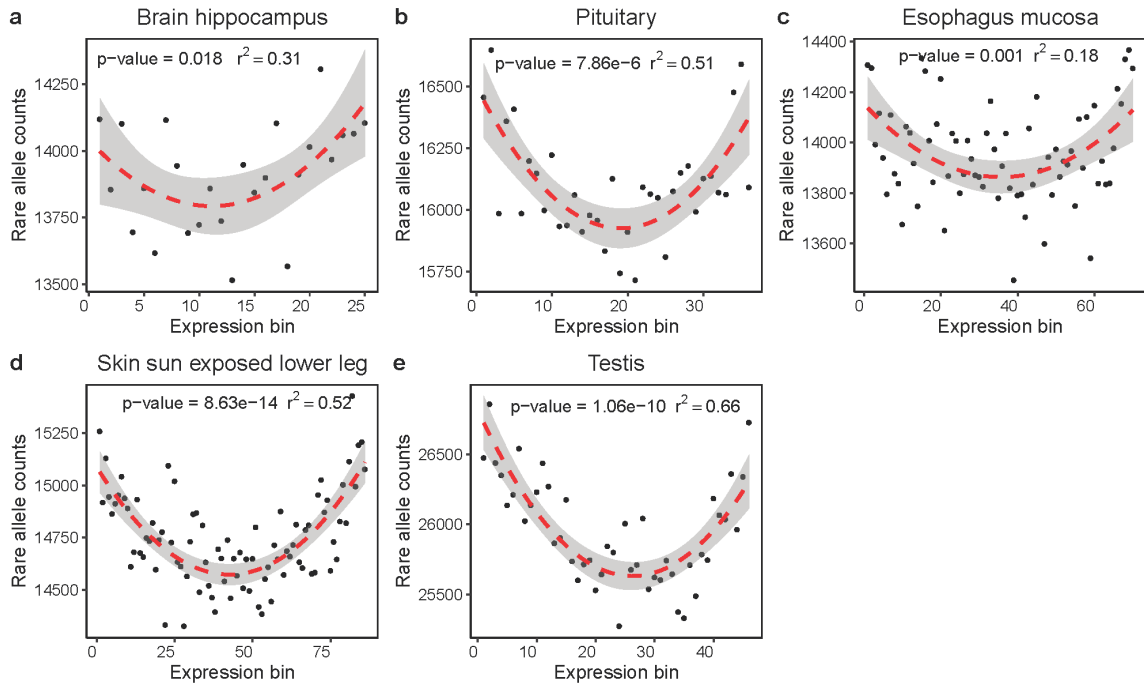 a Brain hippocampus
p−value = 0.018 r² = 0.31
Rare allele counts
14250
14000
13750
13500
0 5 10 15 20 25
Expression bin
b Pituitary
p−value = 7.86e−6 r² = 0.51
Rare allele counts
16500
16250
16000
15750
0 10 20 30
Expression bin
c Esophagus mucosa
p−value = 0.001 r² = 0.18
Rare allele counts
14400
14200
14000
13800
13600
0 20 40 60
Expression bin
d Skin sun exposed lower leg
p−value = 8.63e−14 r² = 0.52
Rare allele counts
15250
15000
14750
14500
0 25 50 75
Expression bin
e Testis
p−value = 1.06e−10 r² = 0.66
Rare allele counts
26500
26000
25500
0 10 20 30 40
Expression bin